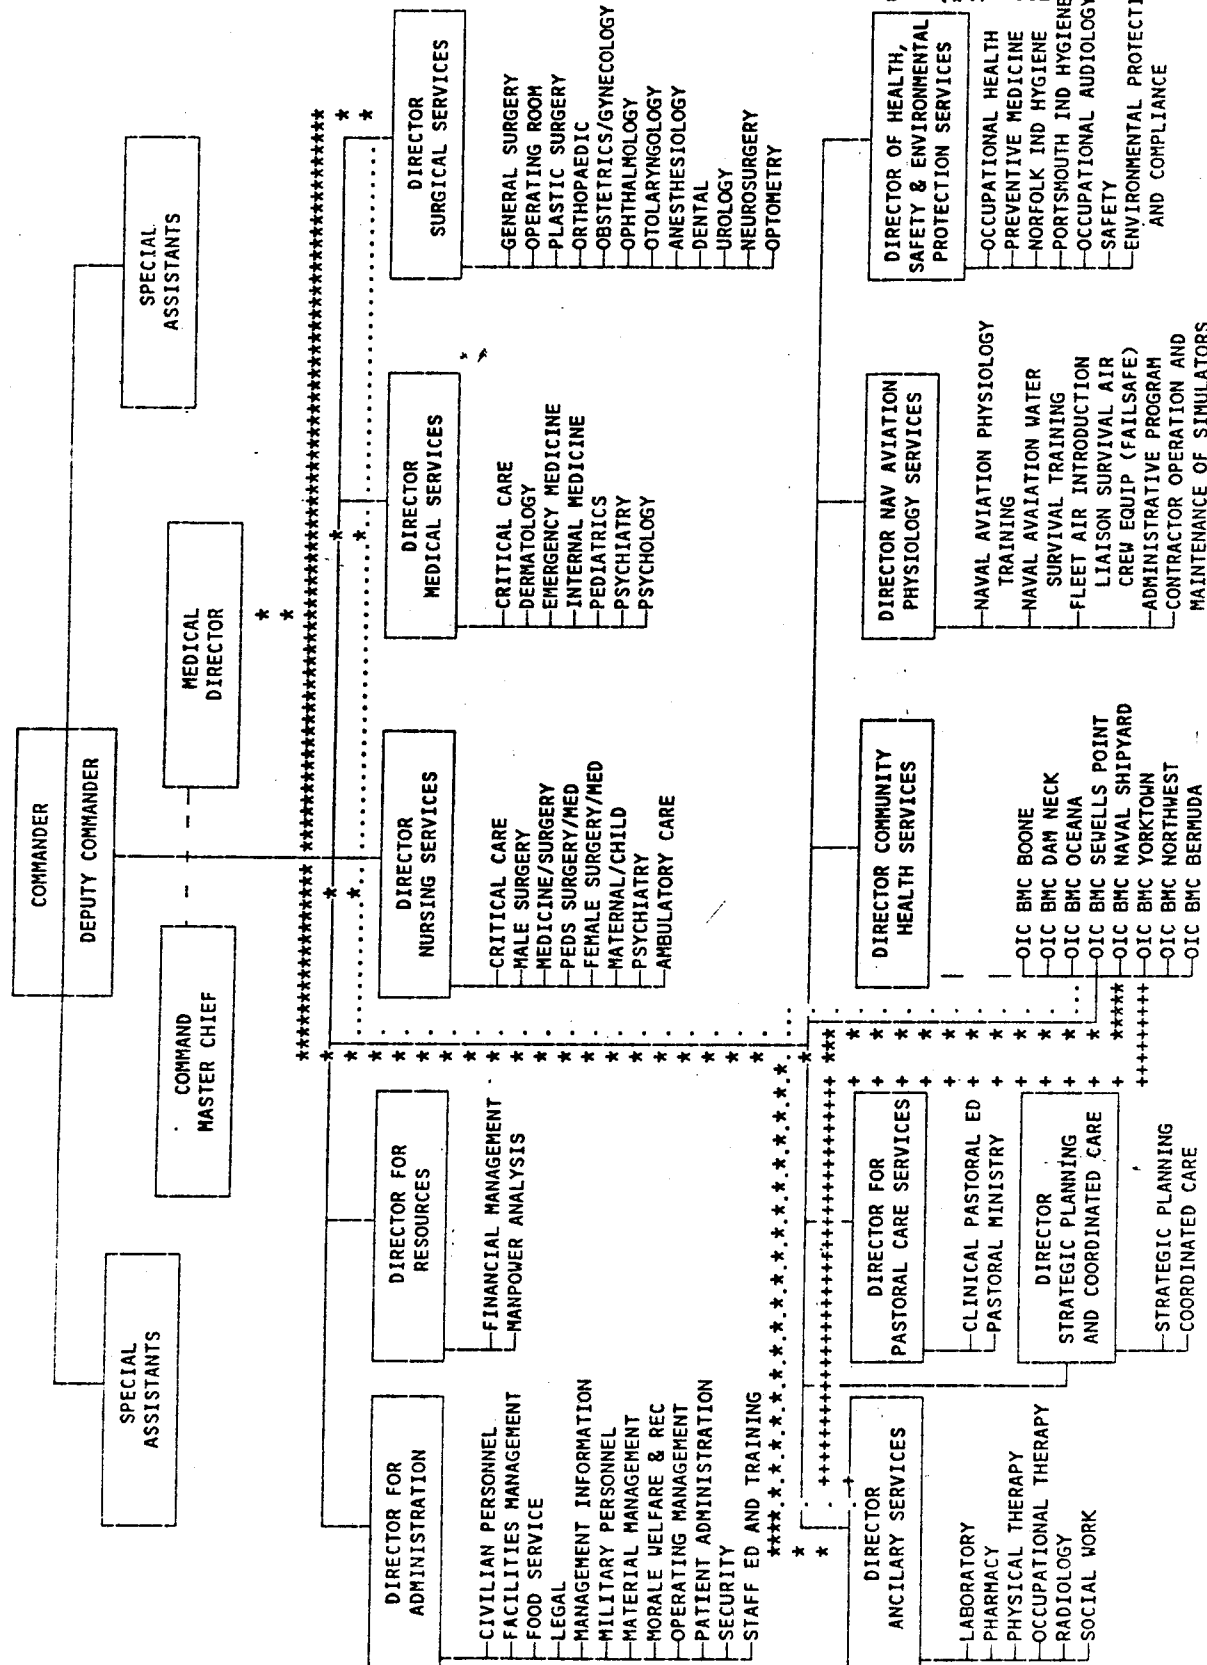 COMMANDER
DEPUTY COMMANDER
SPECIAL
ASSISTANTS
SPECIAL
ASSISTANTS
COMMAND
MASTER CHIEF
MEDICAL
DIRECTOR
DIRECTOR FOR
ADMINISTRATION
CIVILIAN PERSONNEL
FACILITIES MANAGEMENT
FOOD SERVICE
LEGAL
MANAGEMENT INFORMATION
MILITARY PERSONNEL
MATERIAL MANAGEMENT
MORALE WELFARE & REC
OPERATING MANAGEMENT
PATIENT ADMINISTRATION
SECURITY
STAFF ED AND TRAINING
DIRECTOR FOR
RESOURCES
FINANCIAL MANAGEMENT
MANPOWER ANALYSIS
DIRECTOR
NURSING SERVICES
CRITICAL CARE
MALE SURGERY
MEDICINE/SURGERY
PEDS SURGERY/MED
FEMALE SURGERY/MED
MATERNAL/CHILD
PSYCHIATRY
AMBULATORY CARE
DIRECTOR
MEDICAL SERVICES
CRITICAL CARE
DERMATOLOGY
EMERGENCY MEDICINE
INTERNAL MEDICINE
PEDIATRICS
PSYCHIATRY
PSYCHOLOGY
DIRECTOR
SURGICAL SERVICES
GENERAL SURGERY
OPERATING ROOM
PLASTIC SURGERY
ORTHOPAEDIC
OBSTETRICS/GYNECOLOGY
OPHTHALMOLOGY
OTOLARYNGOLOGY
ANESTHESIOLOGY
DENTAL
UROLOGY
NEUROSURGERY
OPTOMETRY
DIRECTOR
ANCILARY SERVICES
LABORATORY
PHARMACY
PHYSICAL THERAPY
OCCUPATIONAL THERAPY
RADIOLOGY
SOCIAL WORK
DIRECTOR FOR
PASTORAL CARE SERVICES
CLINICAL PASTORAL ED
PASTORAL MINISTRY
DIRECTOR
STRATEGIC PLANNING
AND COORDINATED CARE
STRATEGIC PLANNING
COORDINATED CARE
DIRECTOR COMMUNITY
HEALTH SERVICES
OIC BMC BOONE
OIC BMC DAM NECK
OIC BMC OCEANA
OIC BMC SEWELLS POINT
OIC BMC NAVAL SHIPYARD
OIC BMC YORKTOWN
OIC BMC NORTHWEST
OIC BMC BERMUDA
DIRECTOR NAV AVIATION
PHYSIOLOGY SERVICES
NAVAL AVIATION PHYSIOLOGY
TRAINING
NAVAL AVAIATION WATER
SURVIVAL TRAINING
FLEET AIR INTRODUCTION
LIAISON SURVIVAL AIR
CREW EQUIP (FAILSAFE)
ADMINISTRATIVE PROGRAM
CONTRACTOR OPERATION AND
MAINTENANCE OF SIMULATORS
DIRECTOR OF HEALTH,
SAFETY & ENVIRONMENTAL
PROTECTION SERVICES
OCCUPATIONAL HEALTH
PREVENTIVE MEDICINE
NORFOLK IND HYGIENE
PORTSMOUTH IND HYGIENE
OCCUPATIONAL AUDIOLOGY
SAFETY
ENVIRONMENTAL PROTECTI
AND COMPLIANCE